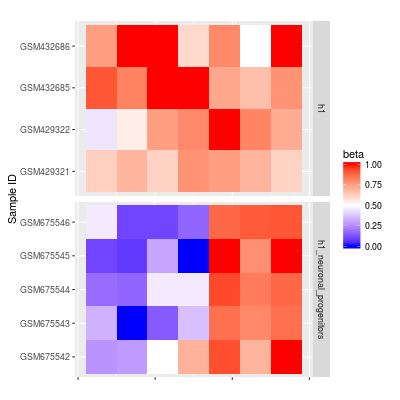 GSM432686
GSM432685
GSM429322
GSM429321
h1
GSM675546
GSM675545
GSM675544
GSM675543
GSM675542
h1_neuronal_progenitors
Sample ID
beta
1.00
0.75
0.50
0.25
0.00